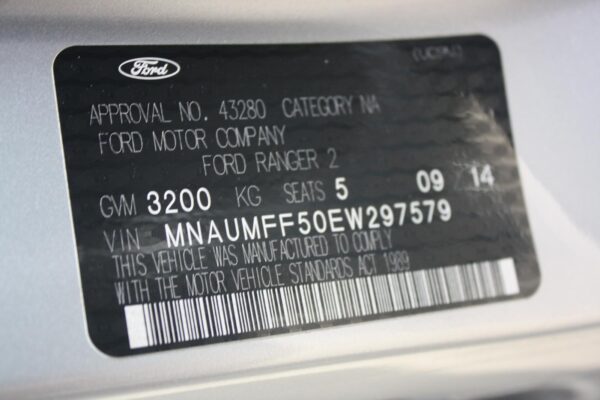 Ford
APPROVAL NO. 43280 CATEGORY NA
FORD MOTOR COMPANY
FORD RANGER 2
GVM 3200 KG SEATS 5 09 14
VIN MNAUMFF50EW297579
THIS VEHICLE WAS MANUFACTURED TO COMPLY
WITH THE MOTOR VEHICLE STANDARDS ACT 1989